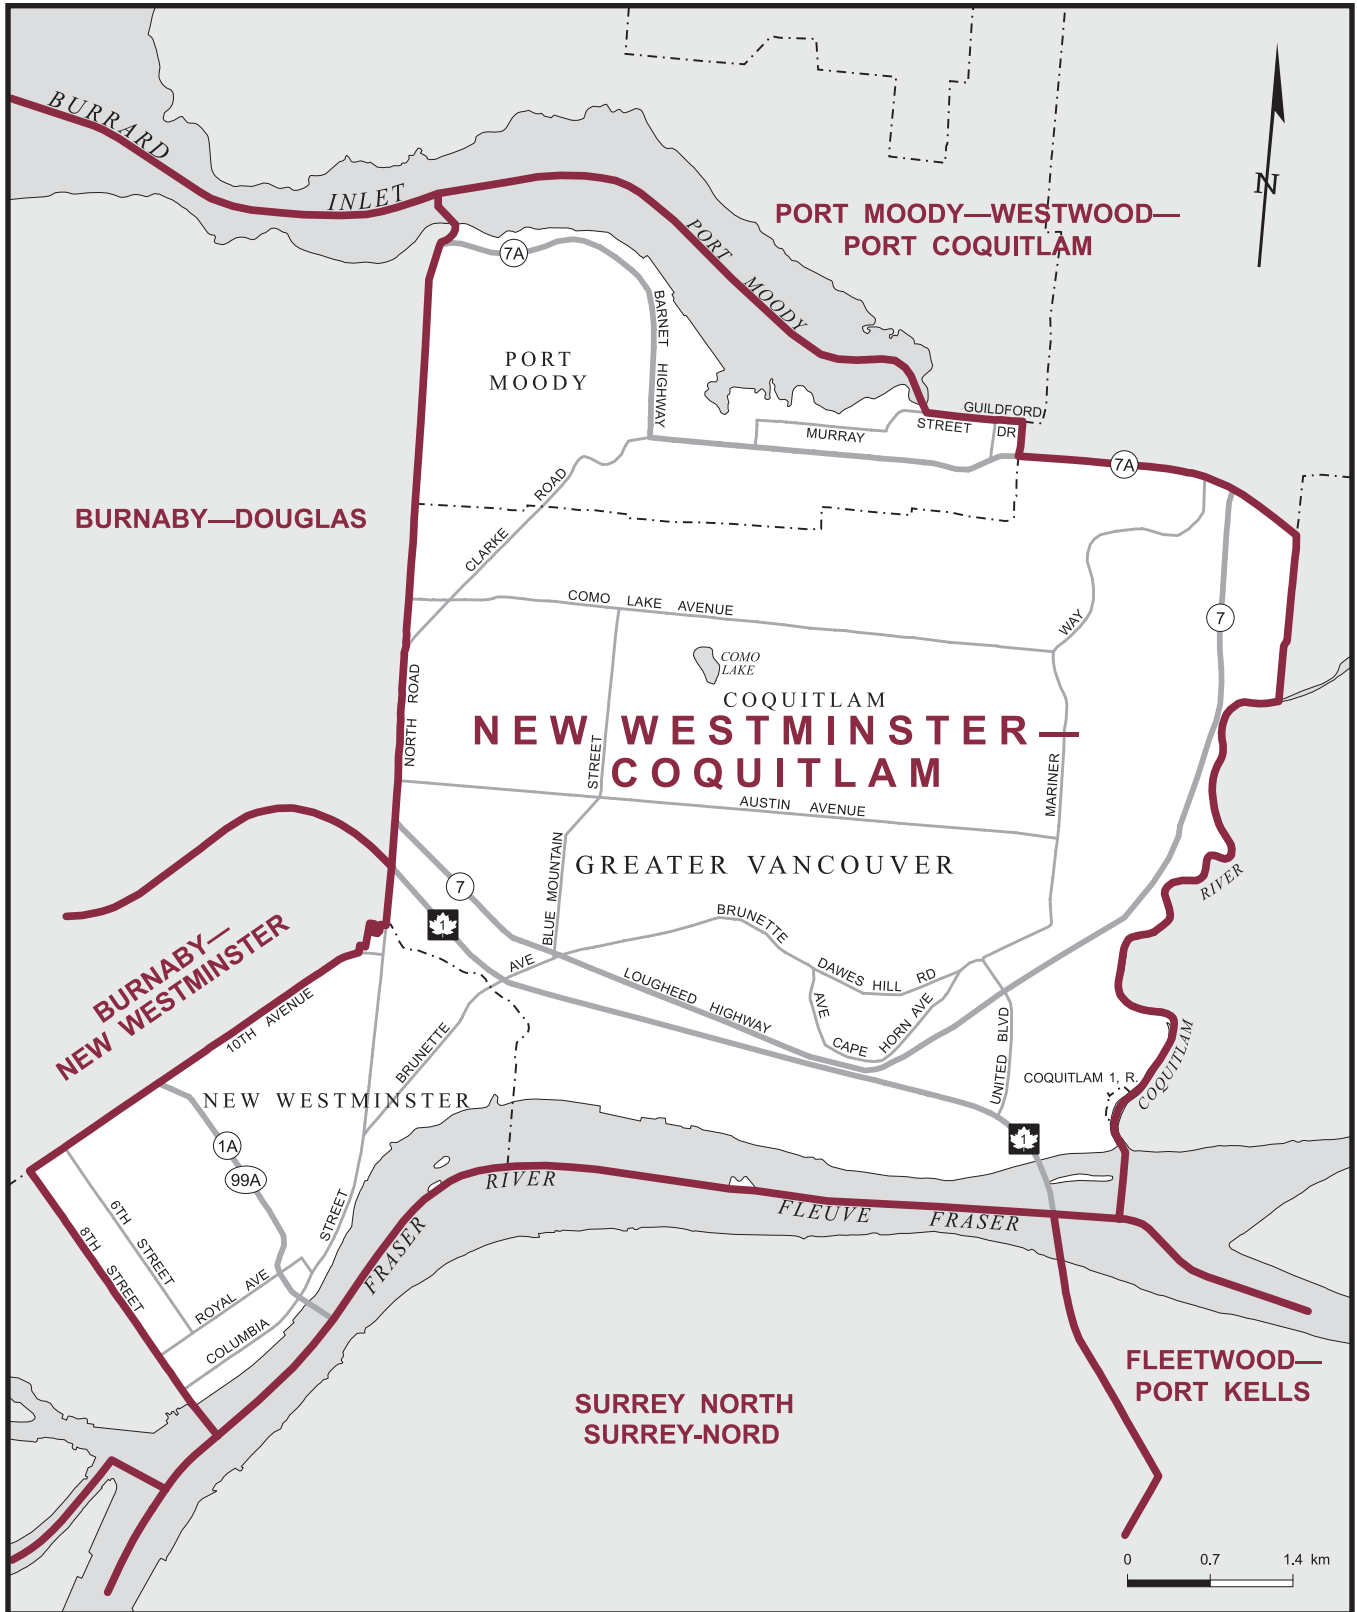 BURRARD
INLET
N
PORT MOODY—WESTWOOD—
PORT COQUITLAM
PORT
MOODY
7A
BARNET HIGHWAY
PORT
MOODY
GUILDFORD
STREET
DR
MURRAY
7A
CLARKE ROAD
BURNABY—DOUGLAS
COMO LAKE AVENUE
WAY
7
COMO
LAKE
NORTH ROAD
COQUITLAM
NEW WESTMINSTER—
COQUITLAM
STREET
MARINER
AUSTIN AVENUE
BLUE MOUNTAIN
GREATER VANCOUVER
RIVER
7
1
BRUNETTE
AVE
BURNABY—
NEW WESTMINSTER
10TH AVENUE
LOUGHEED HIGHWAY
DAWES HILL RD
AVE
CAPE HORN AVE
UNITED BLVD
BRUNETTE
COQUITLAM 1, R.
COQUITLAM
NEW WESTMINSTER
1A
99A
1
6TH STREET
8TH STREET
STREET
ROYAL AVE
COLUMBIA
FRASER
RIVER
FLEUVE FRASER
FLEETWOOD—
PORT KELLS
SURREY NORTH
SURREY-NORD
0 0.7 1.4 km